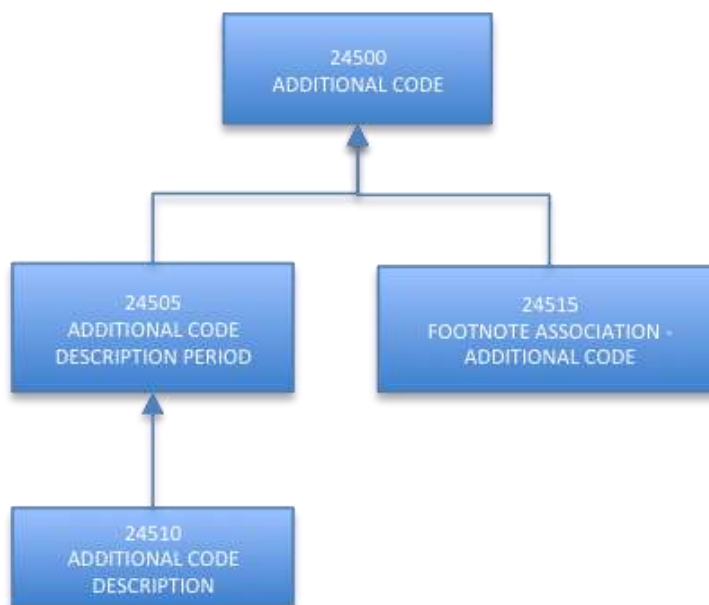 24500
ADDITIONAL CODE
24505
ADDITIONAL CODE
DESCRIPTION PERIOD
24515
FOOTNOTE ASSOCIATION -
ADDITIONAL CODE
24510
ADDITIONAL CODE
DESCRIPTION